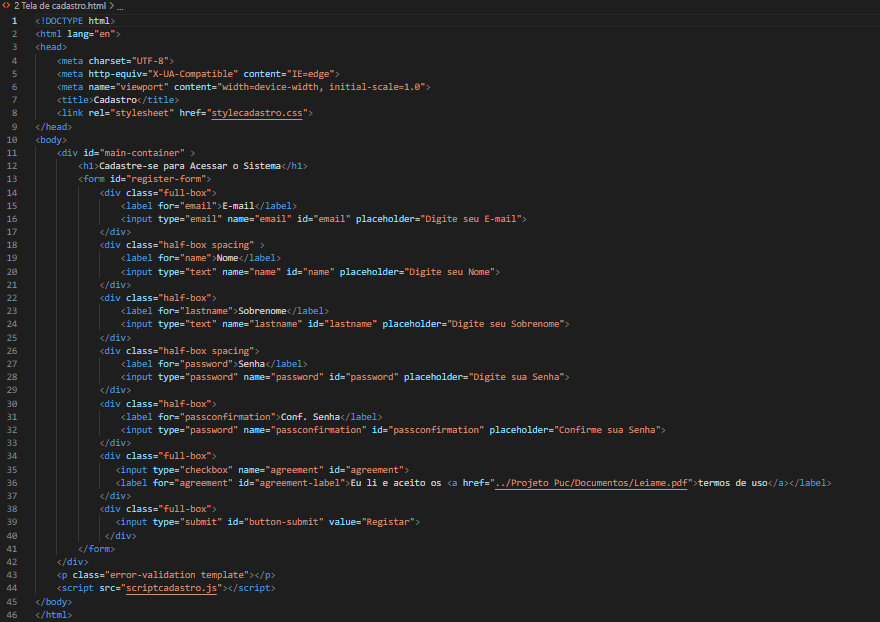 2 Tela de cadastro.html > ...
1 <!DOCTYPE html>
2 <html lang="en">
3 <head>
4 <meta charset="UTF-8">
5 <meta http-equiv="X-UA-Compatible" content="IE=edge">
6 <meta name="viewport" content="width=device-width, initial-scale=1.0">
7 <title>Cadastro</title>
8 <link rel="stylesheet" href="stylecadastro.css">
9 </head>
10 <body>
11 <div id="main-container" >
12 <h1>Cadastre-se para Acessar o Sistema</h1>
13 <form id="register-form">
14 <div class="full-box">
15 <label for="email">E-mail</label>
16 <input type="email" name="email" id="email" placeholder="Digite seu E-mail">
17 </div>
18 <div class="half-box spacing" >
19 <label for="name">Nome</label>
20 <input type="text" name="name" id="name" placeholder="Digite seu Nome">
21 </div>
22 <div class="half-box">
23 <label for="lastname">Sobrenome</label>
24 <input type="text" name="lastname" id="lastname" placeholder="Digite seu Sobrenome">
25 </div>
26 <div class="half-box spacing">
27 <label for="password">Senha</label>
28 <input type="password" name="password" id="password" placeholder="Digite sua Senha">
29 </div>
30 <div class="half-box">
31 <label for="passconfirmation">Conf. Senha</label>
32 <input type="password" name="passconfirmation" id="passconfirmation" placeholder="Confirme sua Senha">
33 </div>
34 <div class="full-box">
35 <input type="checkbox" name="agreement" id="agreement">
36 <label for="agreement" id="agreement-label">Eu li e aceito os <a href="../Projeto Puc/Documentos/Leiame.pdf">termos de uso</a></label>
37 </div>
38 <div class="full-box">
39 <input type="submit" id="button-submit" value="Registar">
40 </div>
41 </form>
42 </div>
43 <p class="error-validation template"></p>
44 <script src="scriptcadastro.js"></script>
45 </body>
46 </html>